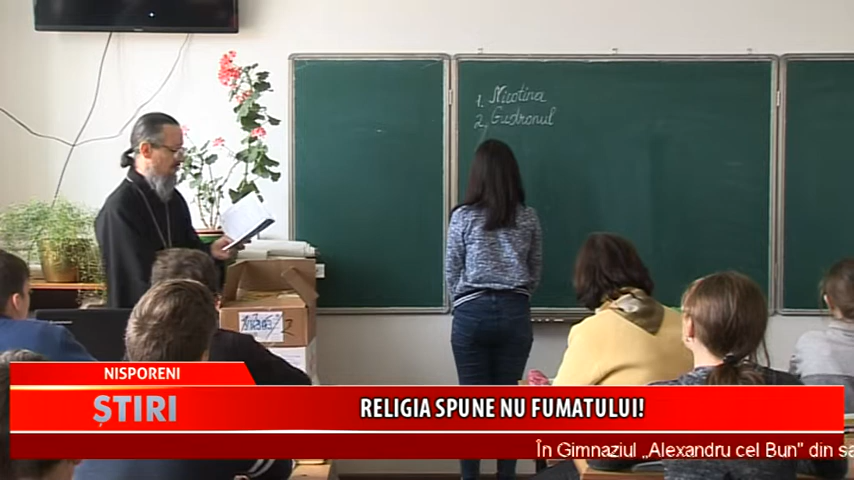 1. Nicotina
2. Gudronul
NISPORENI
ȘTIRI
RELIGIA SPUNE NU FUMATULUI!
În Gimnaziul „Alexandru cel Bun" din sa